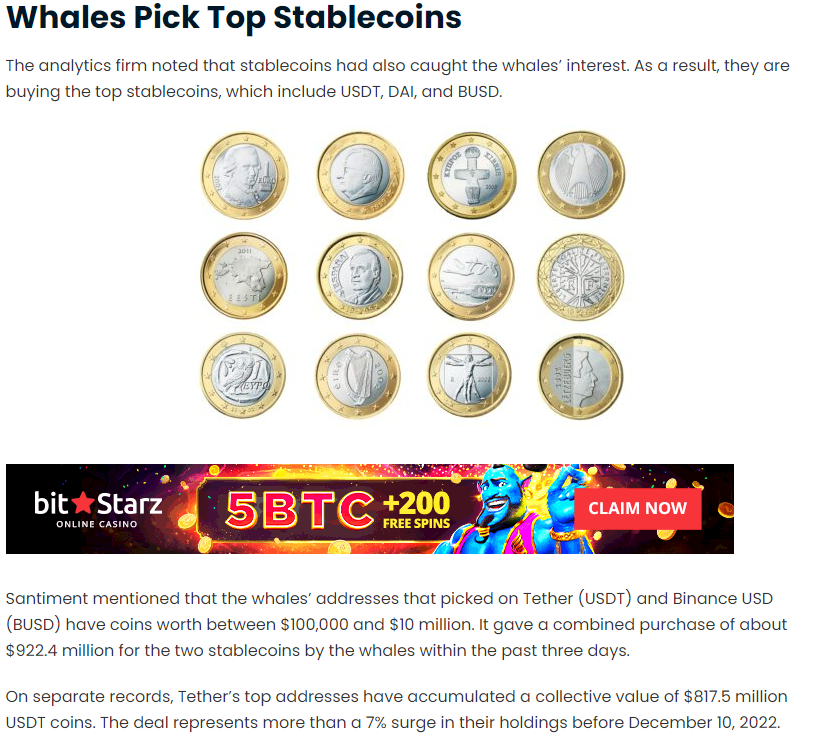 Whales Pick Top Stablecoins
The analytics firm noted that stablecoins had also caught the whales’ interest. As a result, they are
buying the top stablecoins, which include USDT, DAI, and BUSD.
2011
EESTI
bit★Starz
ONLINE CASINO
5BTC
+200
FREE SPINS
CLAIM NOW
Santiment mentioned that the whales’ addresses that picked on Tether (USDT) and Binance USD
(BUSD) have coins worth between $100,000 and $10 million. It gave a combined purchase of about
$922.4 million for the two stablecoins by the whales within the past three days.
On separate records, Tether’s top addresses have accumulated a collective value of $817.5 million
USDT coins. The deal represents more than a 7% surge in their holdings before December 10, 2022.